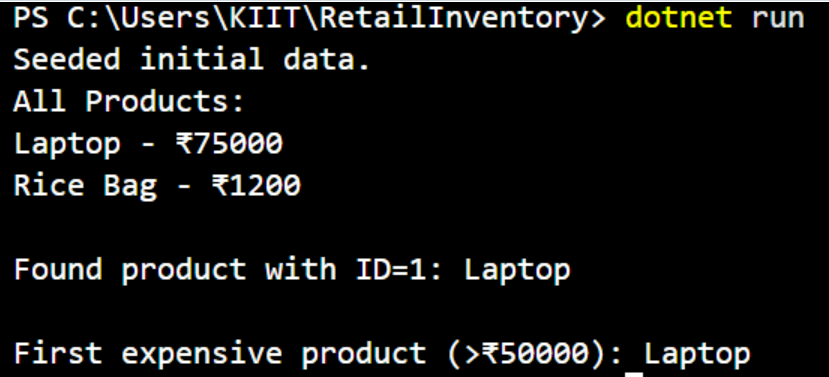 PS C:\Users\KIIT\RetailInventory> dotnet run
Seeded initial data.
All Products:
Laptop - ₹75000
Rice Bag - ₹1200
Found product with ID=1: Laptop
First expensive product (>₹50000): Laptop